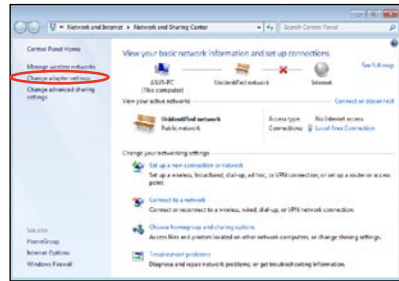 Network and Internet ▸ Network and Sharing Center
Search Control Panel
Control Panel Home
Manage wireless networks
Change adapter settings
Change advanced sharing
settings
View your basic network information and set up connections
See full map
ASUS-PC
(This computer)
Unidentified network
Internet
View your active networks
Connect or disconnect
Unidentified network
Public network
Access type: No Internet access
Connections: Local Area Connection
Change your networking settings
Set up a new connection or network
Set up a wireless, broadband, dial-up, ad hoc, or VPN connection; or set up a router or access
point.
Connect to a network
Connect or reconnect to a wireless, wired, dial-up, or VPN network connection.
Choose homegroup and sharing options
Access files and printers located on other network computers, or change sharing settings.
Troubleshoot problems
Diagnose and repair network problems, or get troubleshooting information.
See also
HomeGroup
Internet Options
Windows Firewall